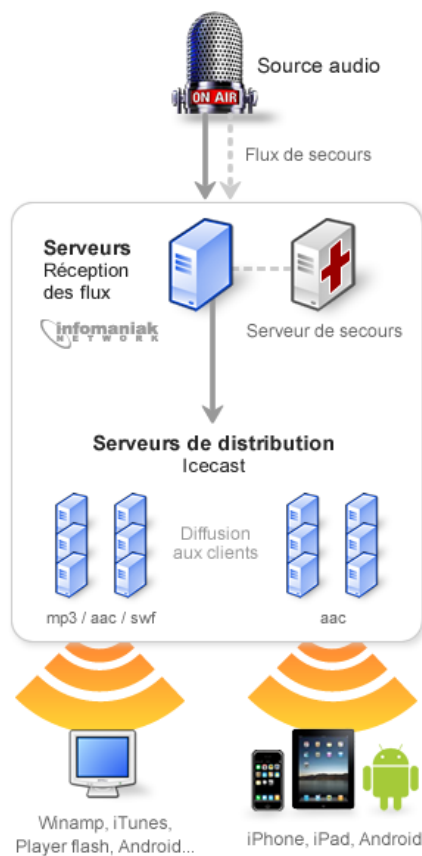 ON AIR
Source audio
Flux de secours
Serveurs
Réception
des flux
infomaniak
NETWORK
Serveur de secours
Serveurs de distribution
Icecast
Diffusion
aux clients
mp3 / aac / swf
aac
Winamp, iTunes,
Player flash, Android...
iPhone, iPad, Android